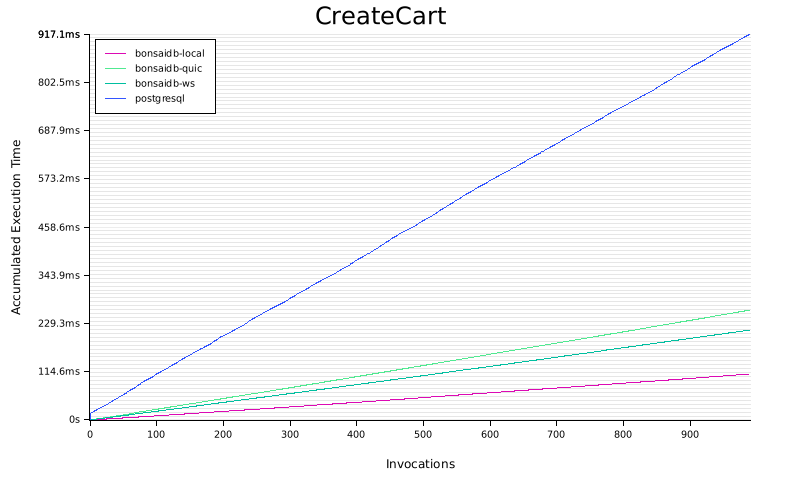 CreateCart
917.1ms
802.5ms
687.9ms
573.2ms
458.6ms
343.9ms
229.3ms
114.6ms
0s
Accumulated Execution Time
bonsaidb-local
bonsaidb-quic
bonsaidb-ws
postgresql
0 100 200 300 400 500 600 700 800 900
Invocations